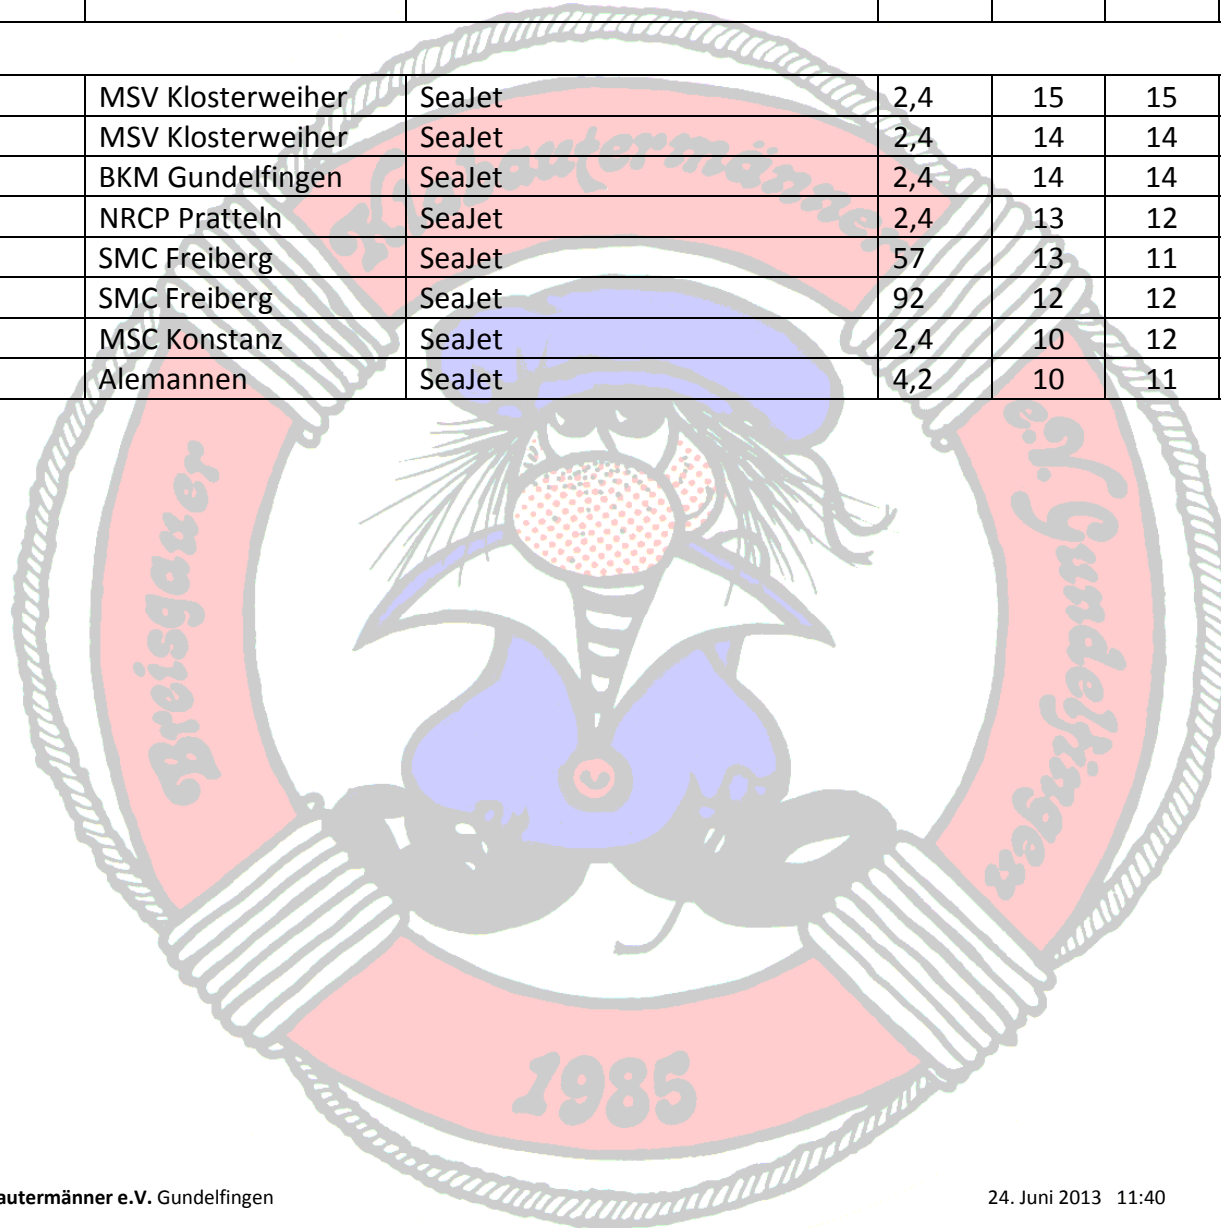 MSV Klosterweiher SeaJet 2,4 15 15
MSV Klosterweiher SeaJet 2,4 14 14
BKM Gundelfingen SeaJet 2,4 14 14
NRCP Pratteln SeaJet 2,4 13 12
SMC Freiberg SeaJet 57 13 11
SMC Freiberg SeaJet 92 12 12
MSC Konstanz SeaJet 2,4 10 12
Alemannen SeaJet 4,2 10 11
Klabautermänner
Breisgauer
e.V. Gundelfingen
1985
autermänner e.V. Gundelfingen
24. Juni 2013 11:40